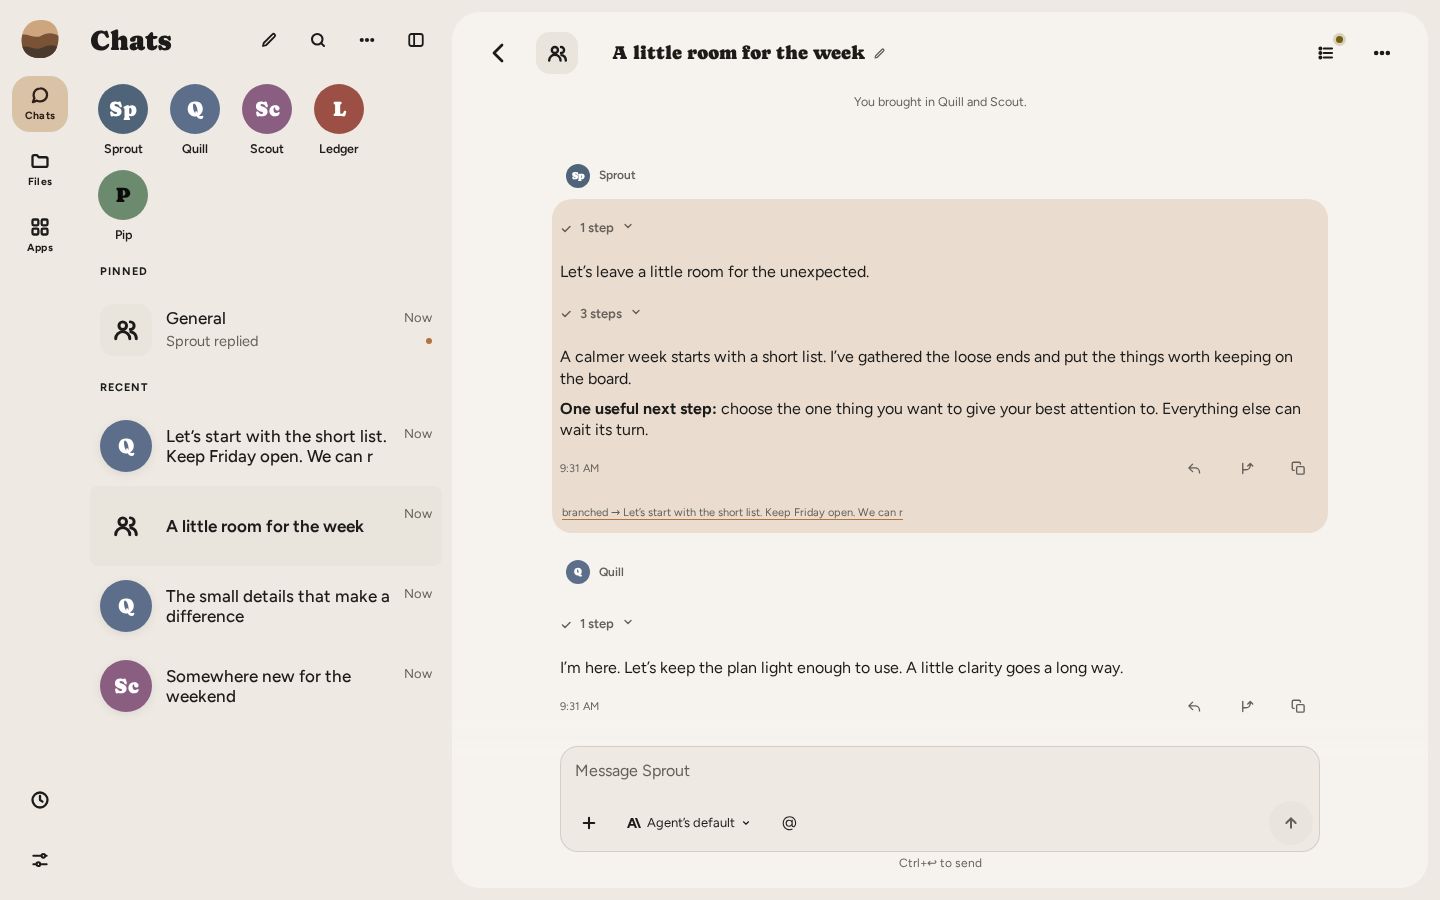 Chats
Files
Apps
Chats
Sp
Sprout
Q
Quill
Sc
Scout
L
Ledger
P
Pip
PINNED
General
Now
Sprout replied
RECENT
Q
Let's start with the short list.
Keep Friday open. We can r
Now
A little room for the week
Now
Q
The small details that make a
difference
Now
Sc
Somewhere new for the
weekend
Now
A little room for the week
You brought in Quill and Scout.
Sp
Sprout
1 step
Let's leave a little room for the unexpected.
3 steps
A calmer week starts with a short list. I've gathered the loose ends and put the things worth keeping on
the board.
One useful next step: choose the one thing you want to give your best attention to. Everything else can
wait its turn.
9:31 AM
branched → Let's start with the short list. Keep Friday open. We can r
Q
Quill
1 step
I'm here. Let's keep the plan light enough to use. A little clarity goes a long way.
9:31 AM
Message Sprout
Agent's default
@
Ctrl+↩ to send